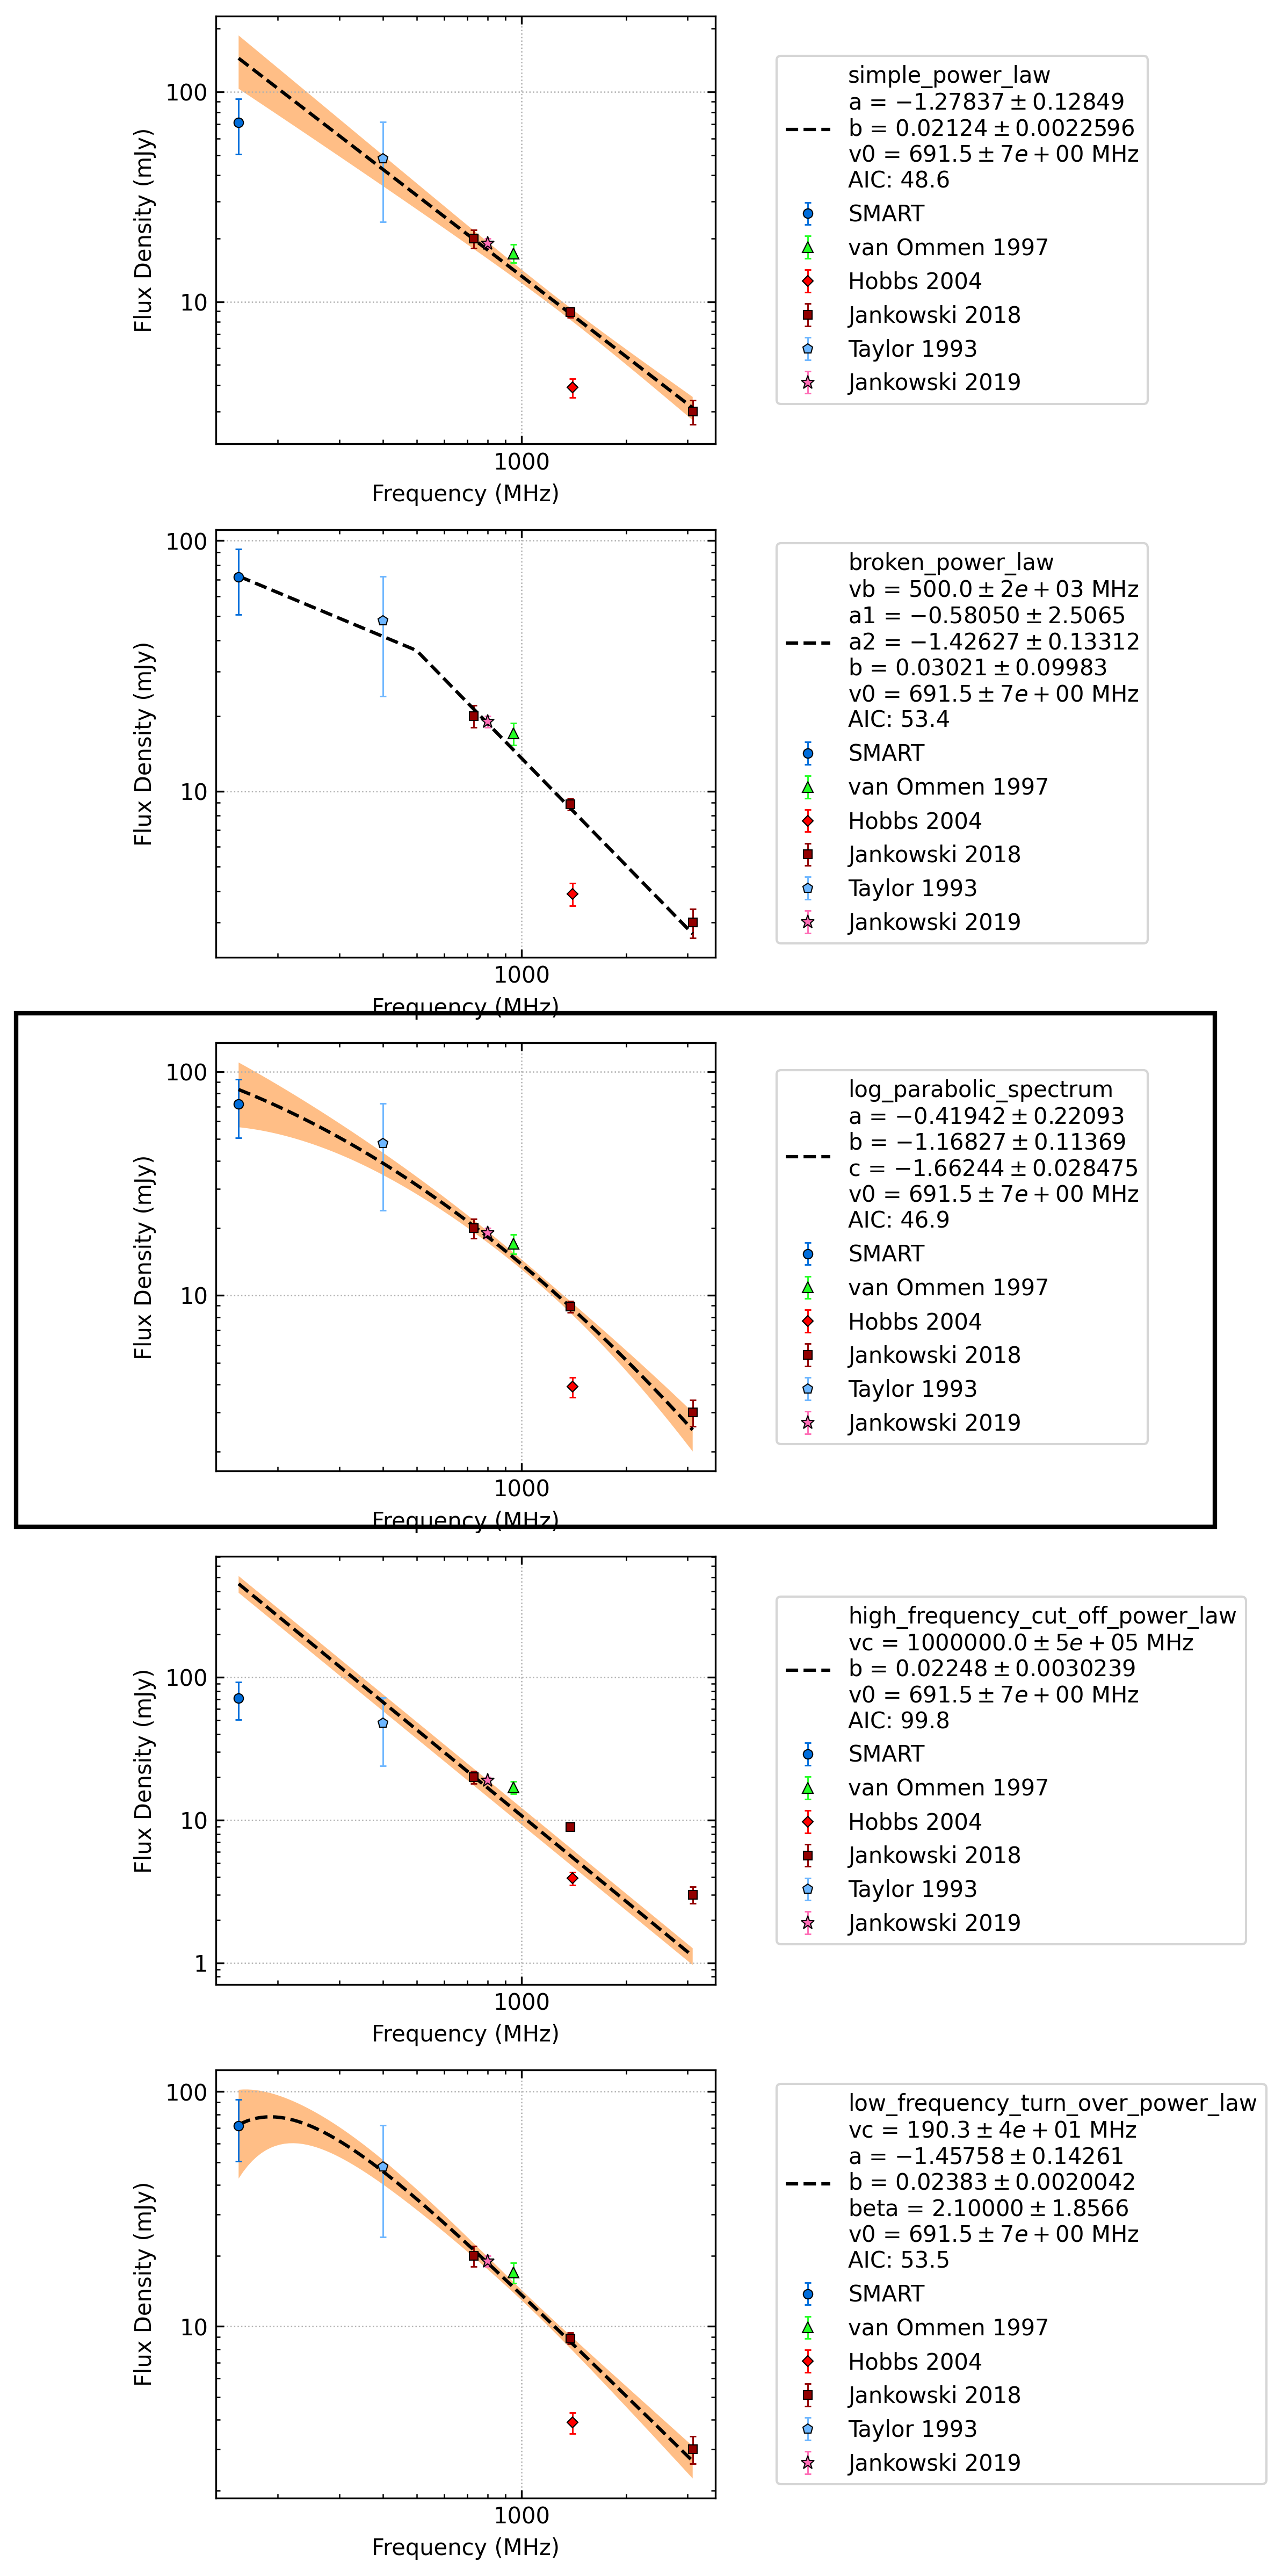 100
10
Flux Density (mJy)
1000
Frequency (MHz)
simple_power_law
a = −1.27837 ± 0.12849
b = 0.02124 ± 0.0022596
v0 = 691.5 ± 7e + 00 MHz
AIC: 48.6
SMART
van Ommen 1997
Hobbs 2004
Jankowski 2018
Taylor 1993
Jankowski 2019
100
10
Flux Density (mJy)
1000
Frequency (MHz)
broken_power_law
vb = 500.0 ± 2e + 03 MHz
a1 = −0.58050 ± 2.5065
a2 = −1.42627 ± 0.13312
b = 0.03021 ± 0.09983
v0 = 691.5 ± 7e + 00 MHz
AIC: 53.4
SMART
van Ommen 1997
Hobbs 2004
Jankowski 2018
Taylor 1993
Jankowski 2019
100
10
Flux Density (mJy)
1000
Frequency (MHz)
log_parabolic_spectrum
a = −0.41942 ± 0.22093
b = −1.16827 ± 0.11369
c = −1.66244 ± 0.028475
v0 = 691.5 ± 7e + 00 MHz
AIC: 46.9
SMART
van Ommen 1997
Hobbs 2004
Jankowski 2018
Taylor 1993
Jankowski 2019
100
10
1
Flux Density (mJy)
1000
Frequency (MHz)
high_frequency_cut_off_power_law
vc = 1000000.0 ± 5e + 05 MHz
b = 0.02248 ± 0.0030239
v0 = 691.5 ± 7e + 00 MHz
AIC: 99.8
SMART
van Ommen 1997
Hobbs 2004
Jankowski 2018
Taylor 1993
Jankowski 2019
100
10
Flux Density (mJy)
1000
Frequency (MHz)
low_frequency_turn_over_power_law
vc = 190.3 ± 4e + 01 MHz
a = −1.45758 ± 0.14261
b = 0.02383 ± 0.0020042
beta = 2.10000 ± 1.8566
v0 = 691.5 ± 7e + 00 MHz
AIC: 53.5
SMART
van Ommen 1997
Hobbs 2004
Jankowski 2018
Taylor 1993
Jankowski 2019